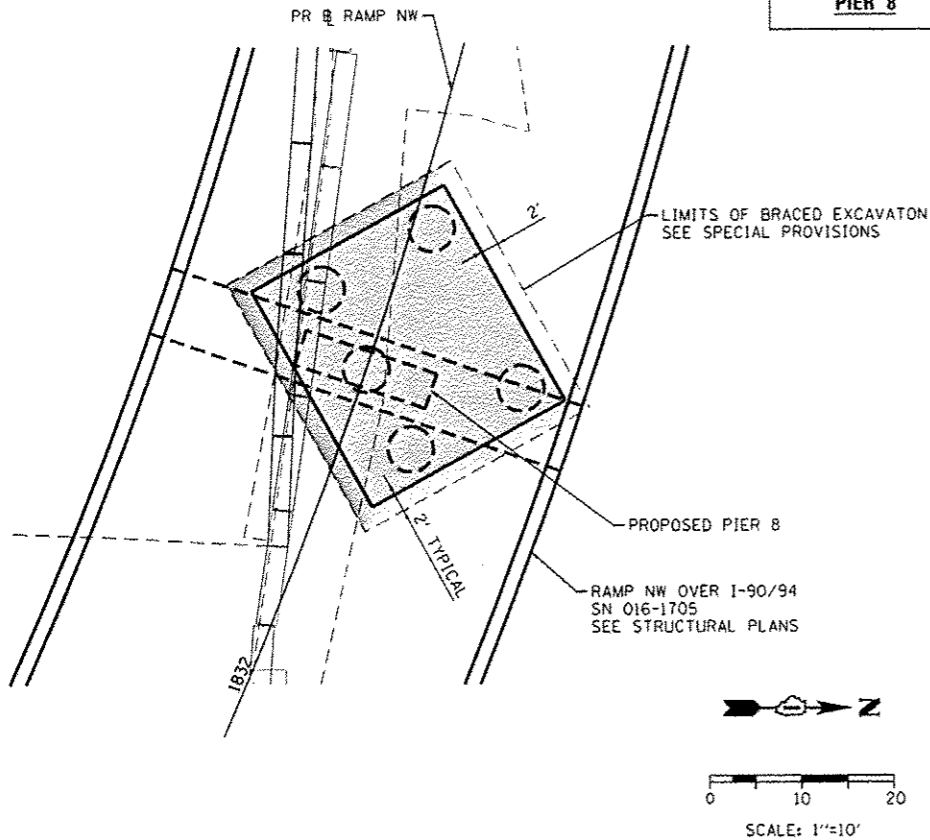 PIER 8
PR ℄ RAMP NW
2'
LIMITS OF BRACED EXCAVATON
SEE SPECIAL PROVISIONS
PROPOSED PIER 8
2' TYPICAL
RAMP NW OVER I-90/94
SN 016-1705
SEE STRUCTURAL PLANS
1832
N
0 10 20
SCALE: 1"=10'